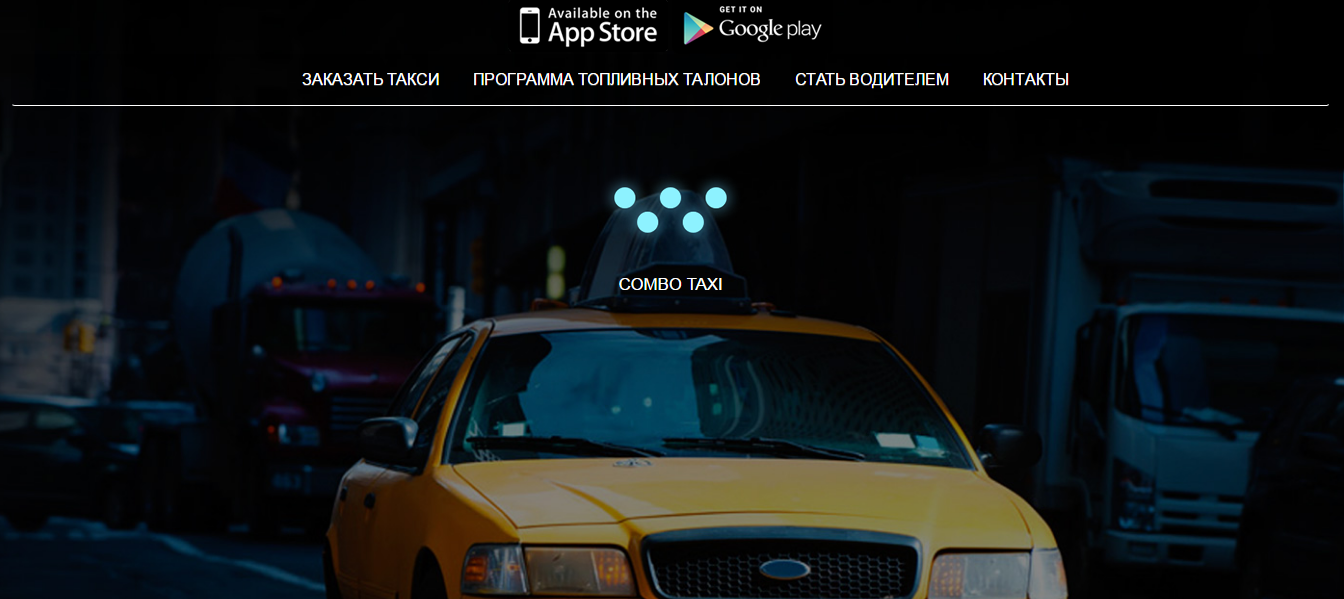 Available on the
App Store
GET IT ON
Google play
ЗАКАЗАТЬ ТАКСИ ПРОГРАММА ТОПЛИВНЫХ ТАЛОНОВ СТАТЬ ВОДИТЕЛЕМ КОНТАКТЫ
COMBO TAXI